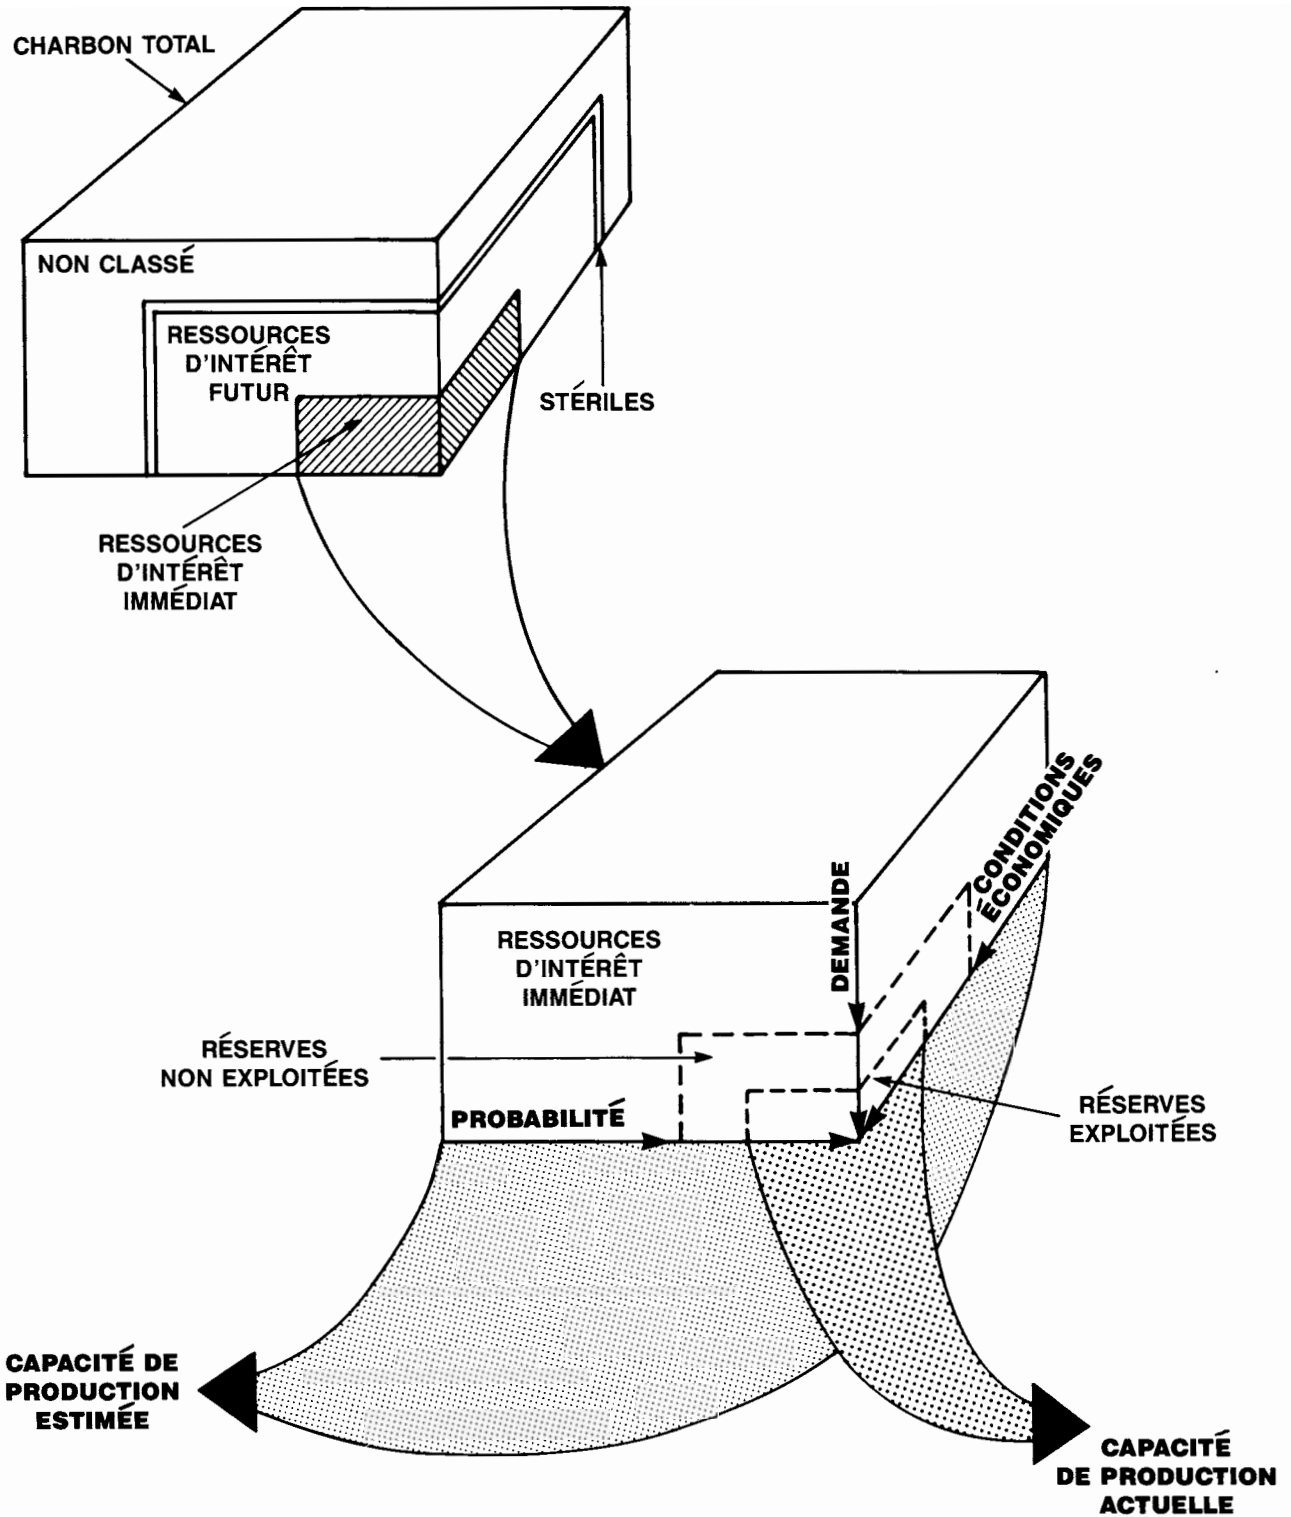 CHARBON TOTAL
NON CLASSÉ
RESSOURCES
D'INTÉRÊT
FUTUR
STÉRILES
RESSOURCES
D'INTÉRÊT
IMMÉDIAT
CONDITIONS
ÉCONOMIQUES
DEMANDE
RESSOURCES
D'INTÉRÊT
IMMÉDIAT
RÉSERVES
NON EXPLOITÉES
PROBABILITÉ
RÉSERVES
EXPLOITÉES
CAPACITÉ DE
PRODUCTION
ESTIMÉE
CAPACITÉ
DE PRODUCTION
ACTUELLE